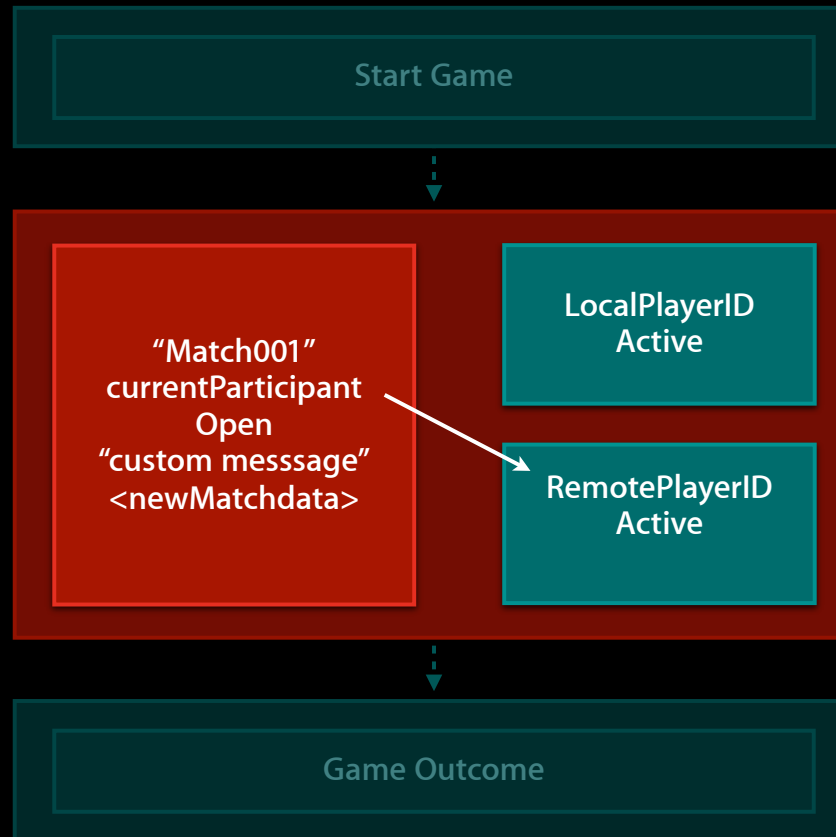 Start Game
“Match001”
currentParticipant
Open
“custom messsage”
<newMatchdata>
LocalPlayerID
Active
RemotePlayerID
Active
Game Outcome